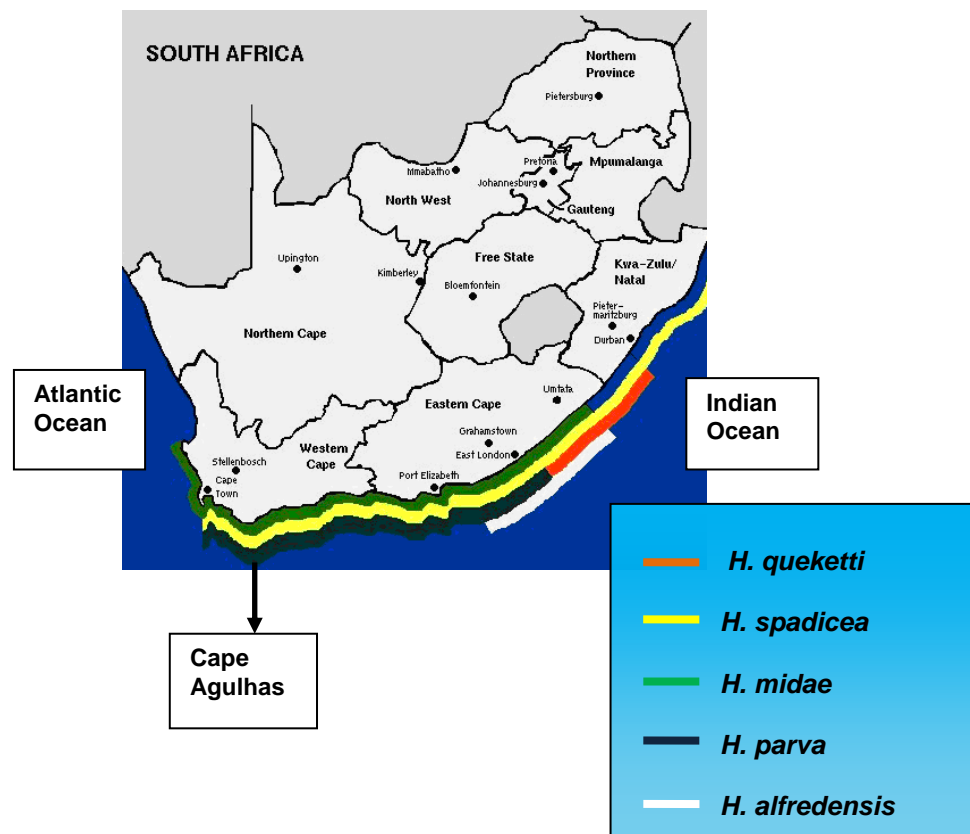 SOUTH AFRICA
Northern
Province
Pietersburg
Mpumalanga
Pretoria
Mmabatho
Johannesburg
North West
Gauteng
Upington
Kimberley
Free State
Bloemfontein
Kwa-Zulu/
Natal
Pieter-
maritzburg
Durban
Northern Cape
Atlantic
Ocean
Indian
Ocean
Umtata
Eastern Cape
Grahamstown
East London
Western
Cape
Port Elizabeth
Stellenbosch
Cape
Town
Cape
Agulhas
H. queketti
H. spadicea
H. midae
H. parva
H. alfredensis